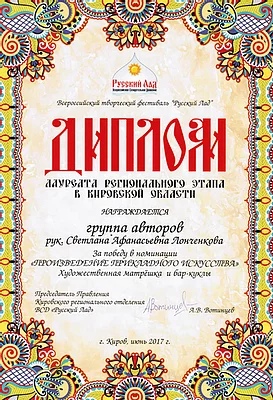 Русский Лад
Всероссийский творческий фестиваль "Русский Лад"
ДИПЛОМ
ЛАУРЕАТА РЕГИОНАЛЬНОГО ЭТАПА
В КИРОВСКОЙ ОБЛАСТИ
НАГРАЖДАЕТСЯ
группа авторов
рук. Светлана Афанасьевна Лонченкова
За победу в номинации
«ПРОИЗВЕДЕНИЕ ПРИКЛАДНОГО ИСКУССТВА»
Художественная матрёшка и бар-куклы
Председатель Правления
Кировского регионального отделения
ВСД «Русский Лад»
А.В. Вотинцев
г. Киров, июнь 2017 г.